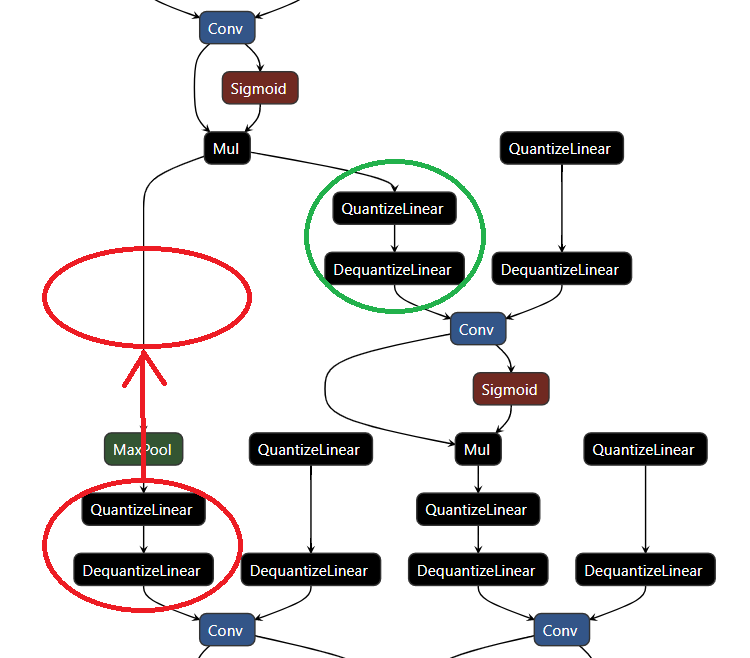 Conv
Sigmoid
Mul
QuantizeLinear
QuantizeLinear
DequantizeLinear
DequantizeLinear
Conv
Sigmoid
MaxPool
QuantizeLinear
Mul
QuantizeLinear
QuantizeLinear
QuantizeLinear
DequantizeLinear
DequantizeLinear
DequantizeLinear
DequantizeLinear
Conv
Conv